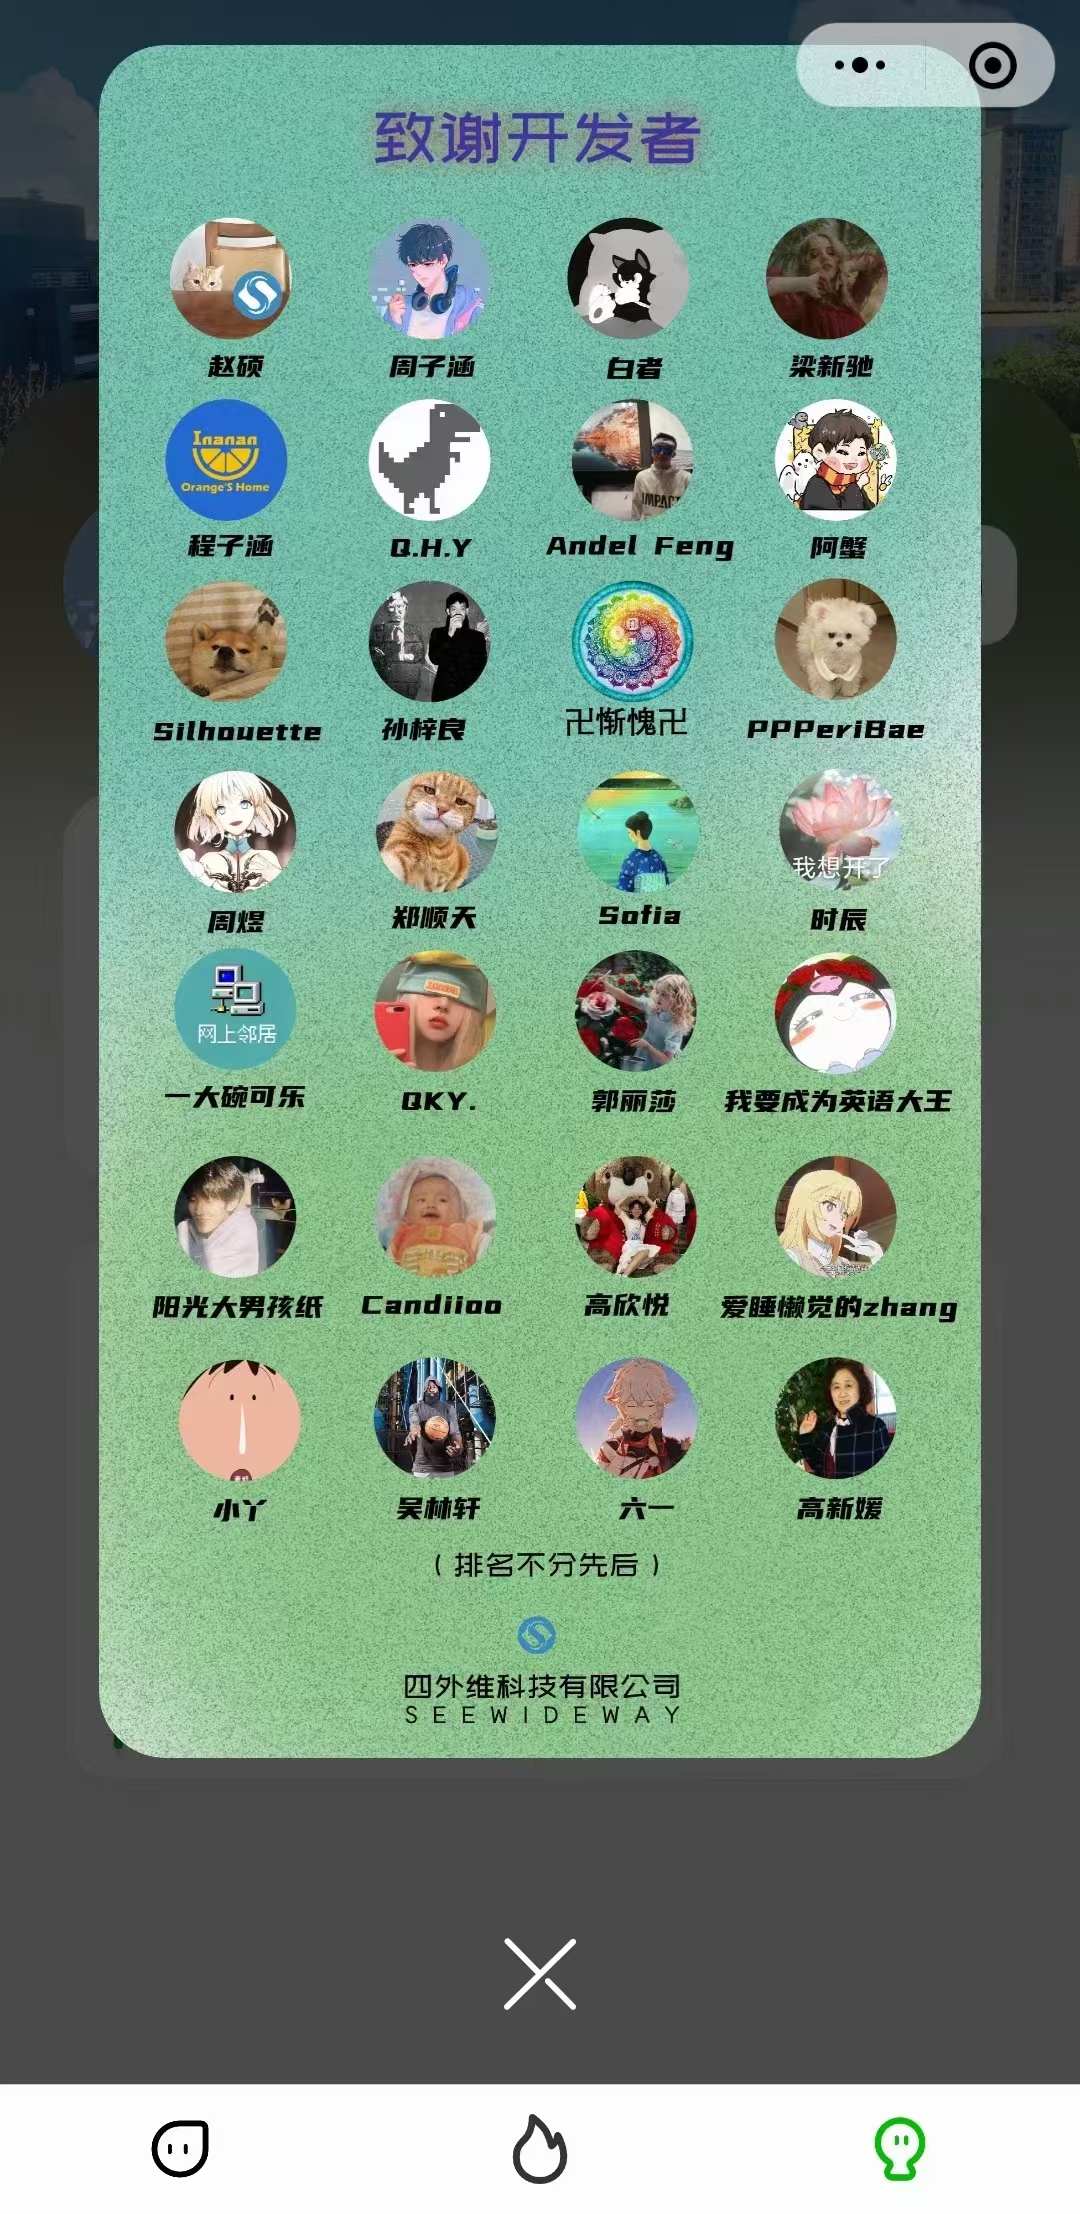 致谢开发者
赵硕 周子涵 白者 梁新驰
Inanan
Orange'S Home
IMPACT
程子涵 Q.H.Y Andel Feng 阿蟹
Silhouette 孙梓良 卍惭愧卍 PPPeriBae
我想开了
周煜 郑顺天 Sofia 时辰
网上邻居
一大碗可乐 QKY. 郭丽莎 我要成为英语大王
阳光大男孩纸 Candiioo 高欣悦 爱睡懒觉的zhang
小丫 吴林轩 六一 高新媛
（排名不分先后）
四外维科技有限公司
SEEWIDEWAY